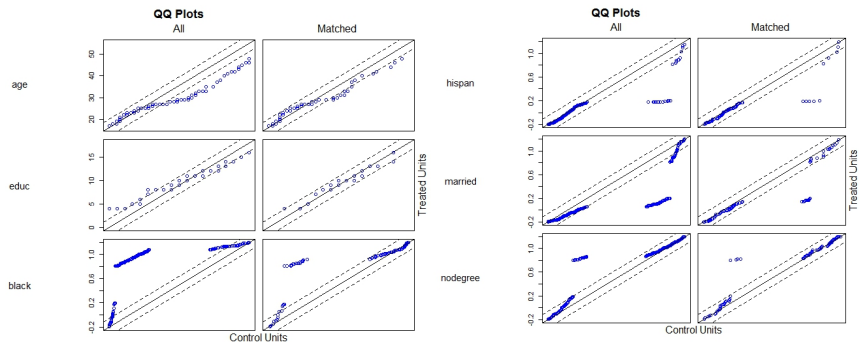 QQ Plots
All Matched
age
50
40
30
20
educ
15
10
5
0
black
1.0
0.6
0.2
-0.2
Control Units
Treated Units
QQ Plots
All Matched
hispan
1.0
0.6
0.2
-0.2
married
1.0
0.6
0.2
-0.2
nodegree
1.0
0.6
0.2
-0.2
Control Units
Treated Units